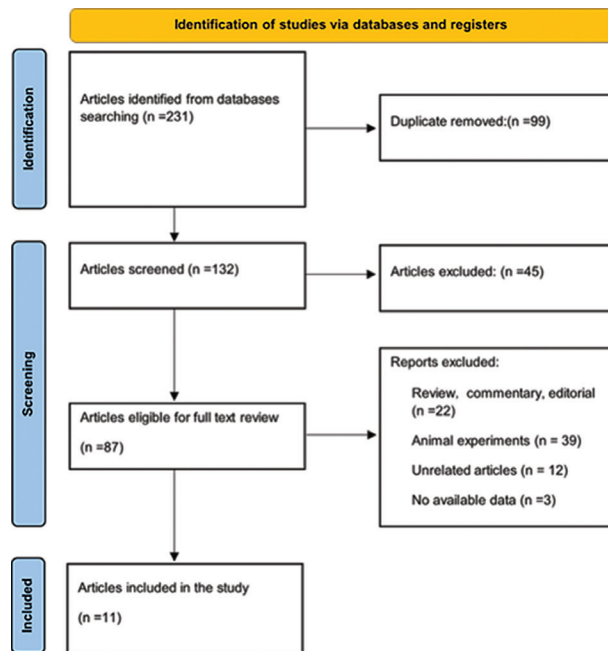 Identification of studies via databases and registers
Identification
Articles identified from databases
searching (n =231)
Duplicate removed:(n =99)
Screening
Articles screened (n =132)
Articles excluded: (n =45)
Articles eligible for full text review
(n =87)
Reports excluded:
Review, commentary, editorial
(n =22)
Animal experiments (n = 39)
Unrelated articles (n = 12)
No available data (n =3)
Included
Articles included in the study
(n =11)